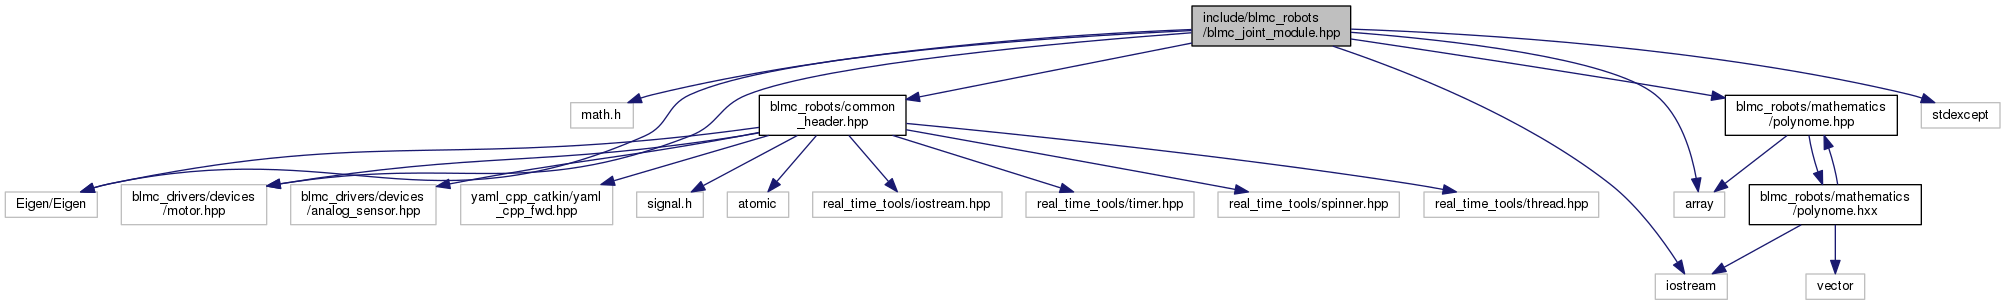 include/blmc_robots
/blmc_joint_module.hpp
math.h
blmc_robots/common
_header.hpp
blmc_robots/mathematics
/polynome.hpp
stdexcept
Eigen/Eigen
blmc_drivers/devices
/motor.hpp
blmc_drivers/devices
/analog_sensor.hpp
yaml_cpp_catkin/yaml
_cpp_fwd.hpp
signal.h
atomic
real_time_tools/iostream.hpp
real_time_tools/timer.hpp
real_time_tools/spinner.hpp
real_time_tools/thread.hpp
array
blmc_robots/mathematics
/polynome.hxx
iostream
vector